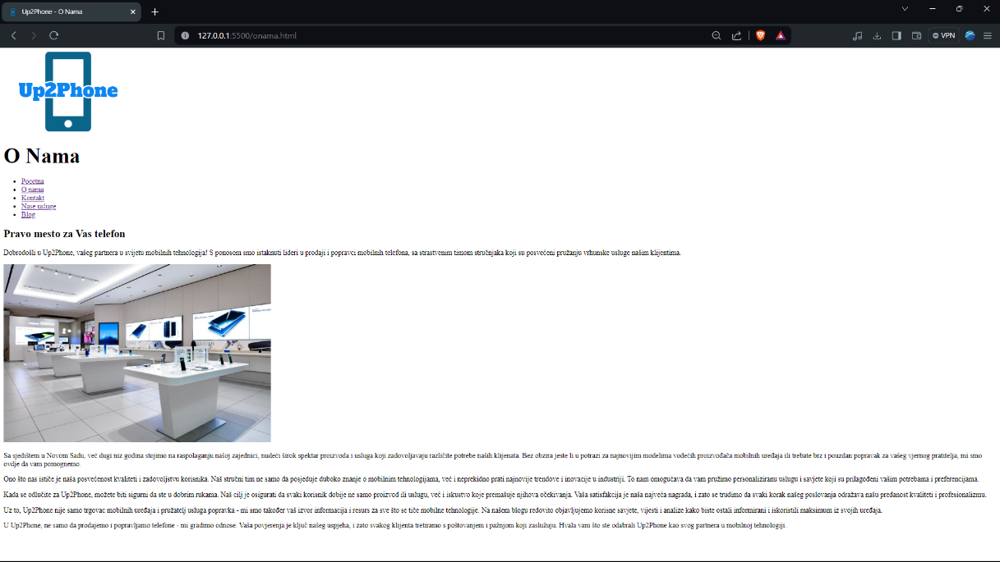 Up2Phone - O Nama
127.0.0.1:5500/onama.html
VPN
Up2Phone
O Nama
Pocetna
O nama
Kontakt
Nase usluge
Blog
Pravo mesto za Vas telefon
Dobrodošli u Up2Phone, vašeg partnera u svijetu mobilnih tehnologija! S ponosom smo istaknuti lideri u prodaji i popravci mobilnih telefona, sa strastvenim timom stručnjaka koji su posvećeni pružanju vrhunske usluge našim klijentima.
Sa sjedištem u Novom Sadu, već dugi niz godina stojimo na raspolaganju našoj zajednici, nudeći širok spektar proizvoda i usluga koji zadovoljavaju različite potrebe naših klijenata. Bez obzira jeste li u potrazi za najnovijim modelima vodećih proizvođača mobilnih uređaja ili trebate brz i pouzdan popravak za vašeg vjernog pratitelja, mi smo
ovdje da vam pomognemo.
Ono što nas ističe je naša posvećenost kvaliteti i zadovoljstvu korisnika. Naš stručni tim ne samo da posjeduje duboko znanje o mobilnim tehnologijama, već i neprekidno prati najnovije trendove i inovacije u industriji. To nam omogućava da vam pružimo personaliziranu uslugu i savjete koji su prilagođeni vašim potrebama i preferencijama.
Kada se odlučite za Up2Phone, možete biti sigurni da ste u dobrim rukama. Naš cilj je osigurati da svaki korisnik dobije ne samo proizvod ili uslugu, već i iskustvo koje premašuje njihova očekivanja. Vaša satisfakcija je naša najveća nagrada, i zato se trudimo da svaki korak našeg poslovanja odražava našu predanost kvaliteti i profesionalizmu.
Uz to, Up2Phone nije samo trgovac mobilnih uređaja i pružatelj usluga popravka - mi smo također vaš izvor informacija i resurs za sve što se tiče mobilne tehnologije. Na našem blogu redovito objavljujemo korisne savjete, vijesti i analize kako biste ostali informirani i iskoristili maksimum iz svojih uređaja.
U Up2Phone, ne samo da prodajemo i popravljamo telefone - mi gradimo odnose. Vaša povjerenja je ključ našeg uspjeha, i zato svakog klijenta tretiramo s poštovanjem i pažnjom koji zaslužuju. Hvala vam što ste odabrali Up2Phone kao svog partnera u mobilnoj tehnologiji.